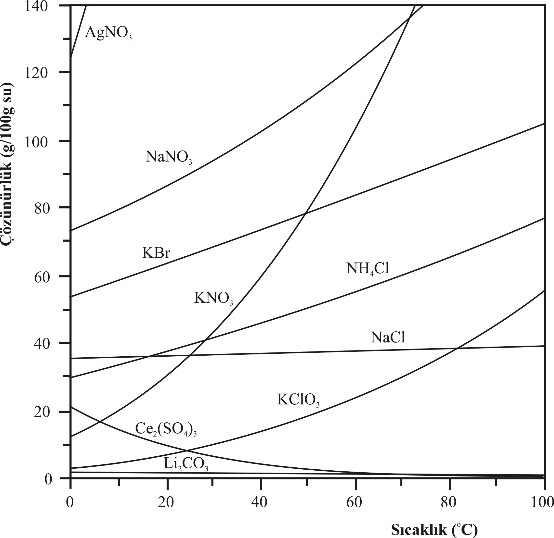 140
120
100
80
60
40
20
0
Çözünürlük (g/100g su)
AgNO₃
NaNO₃
KBr
KNO₃
NH₄Cl
NaCl
KClO₃
Ce₂(SO₄)₃
Li₂CO₃
0 20 40 60 80 100
Sıcaklık (°C)